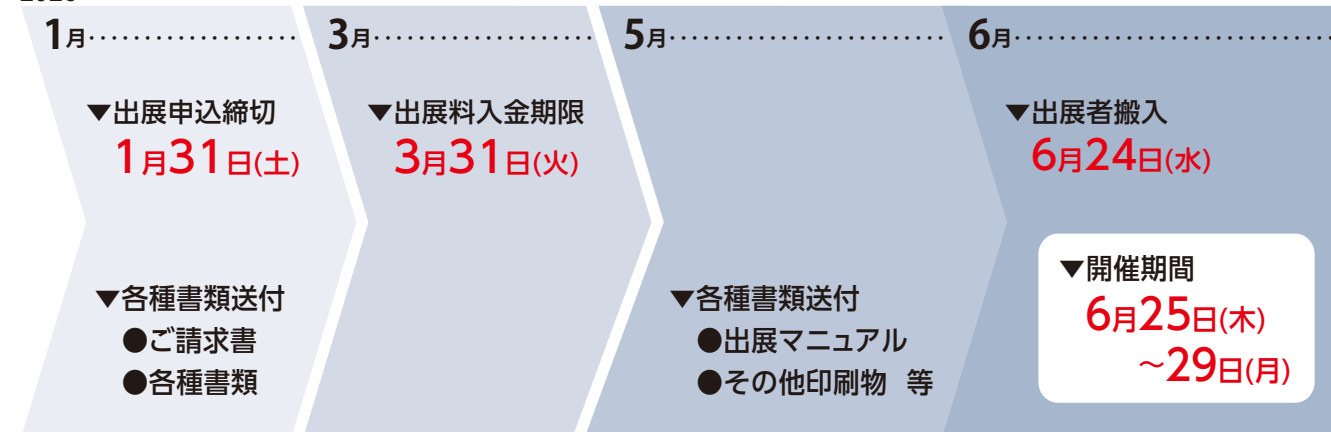 1月
▼出展申込締切
1月31日(土)
▼各種書類送付
●ご請求書
●各種書類
3月
▼出展料入金期限
3月31日(火)
5月
▼各種書類送付
●出展マニュアル
●その他印刷物 等
6月
▼出展者搬入
6月24日(水)
▼開催期間
6月25日(木)
～29日(月)